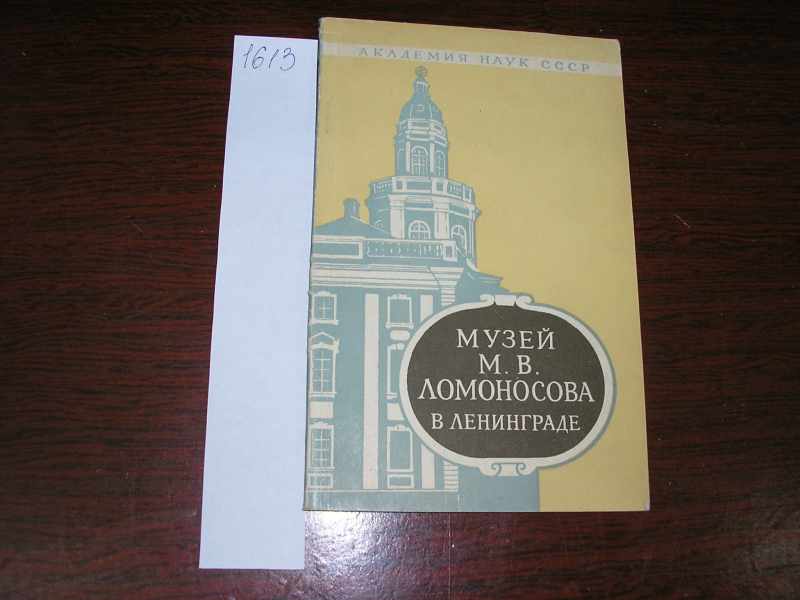 1613
АКАДЕМИЯ НАУК СССР
МУЗЕЙ
М. В.
ЛОМОНОСОВА
В ЛЕНИНГРАДЕ